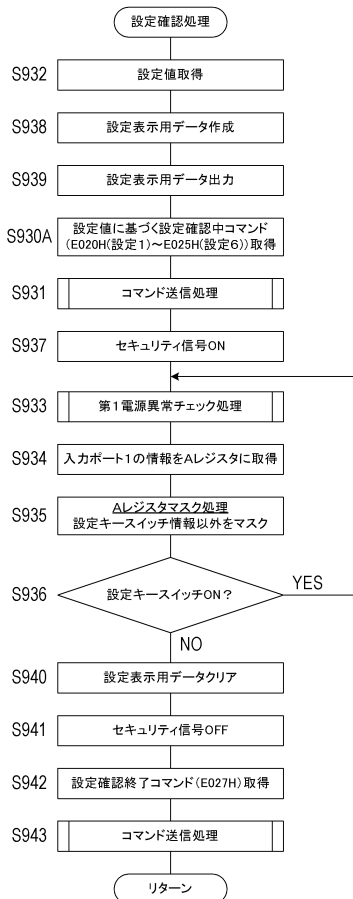 設定確認処理
S932
設定値取得
S938
設定表示用データ作成
S939
設定表示用データ出力
S930A
設定値に基づく設定確認中コマンド
(E020H(設定1)~E025H(設定6))取得
S931
コマンド送信処理
S937
セキュリティ信号ON
S933
第1電源異常チェック処理
S934
入力ポート1の情報をAレジスタに取得
S935
Aレジスタマスク処理
設定キースイッチ情報以外をマスク
S936
設定キースイッチON?
YES
NO
S940
設定表示用データクリア
S941
セキュリティ信号OFF
S942
設定確認終了コマンド(E027H)取得
S943
コマンド送信処理
リターン